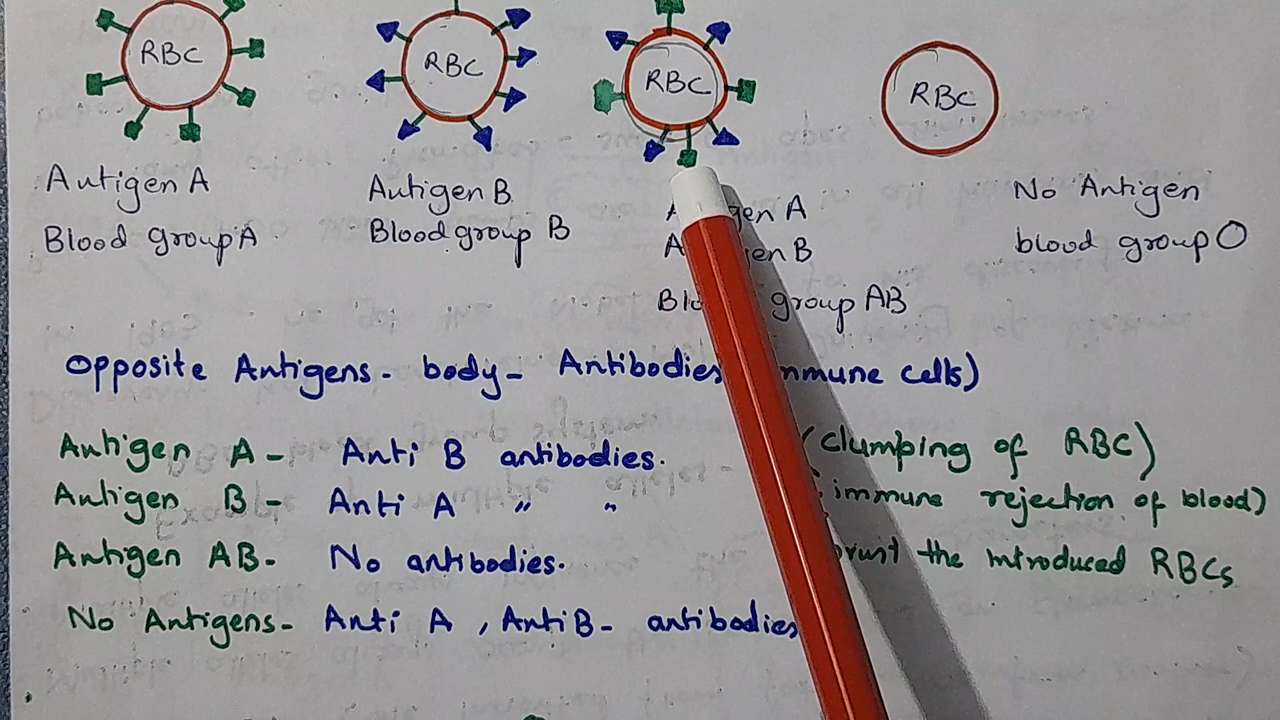 RBC
RBC
RBC
RBC
Antigen A
Blood group A
Antigen B
Blood group B
gen A
en B
Blo group AB
No Antigen
blood group O
Opposite Antigens - body - Antibodies mmune cells)
Antigen A - Anti B antibodies.
Antigen B - Anti A " "
Antigen AB - No antibodies.
No Antigens - Anti A , Anti B - antibodies
(clumping of RBC)
immune rejection of blood)
the introduced RBCs